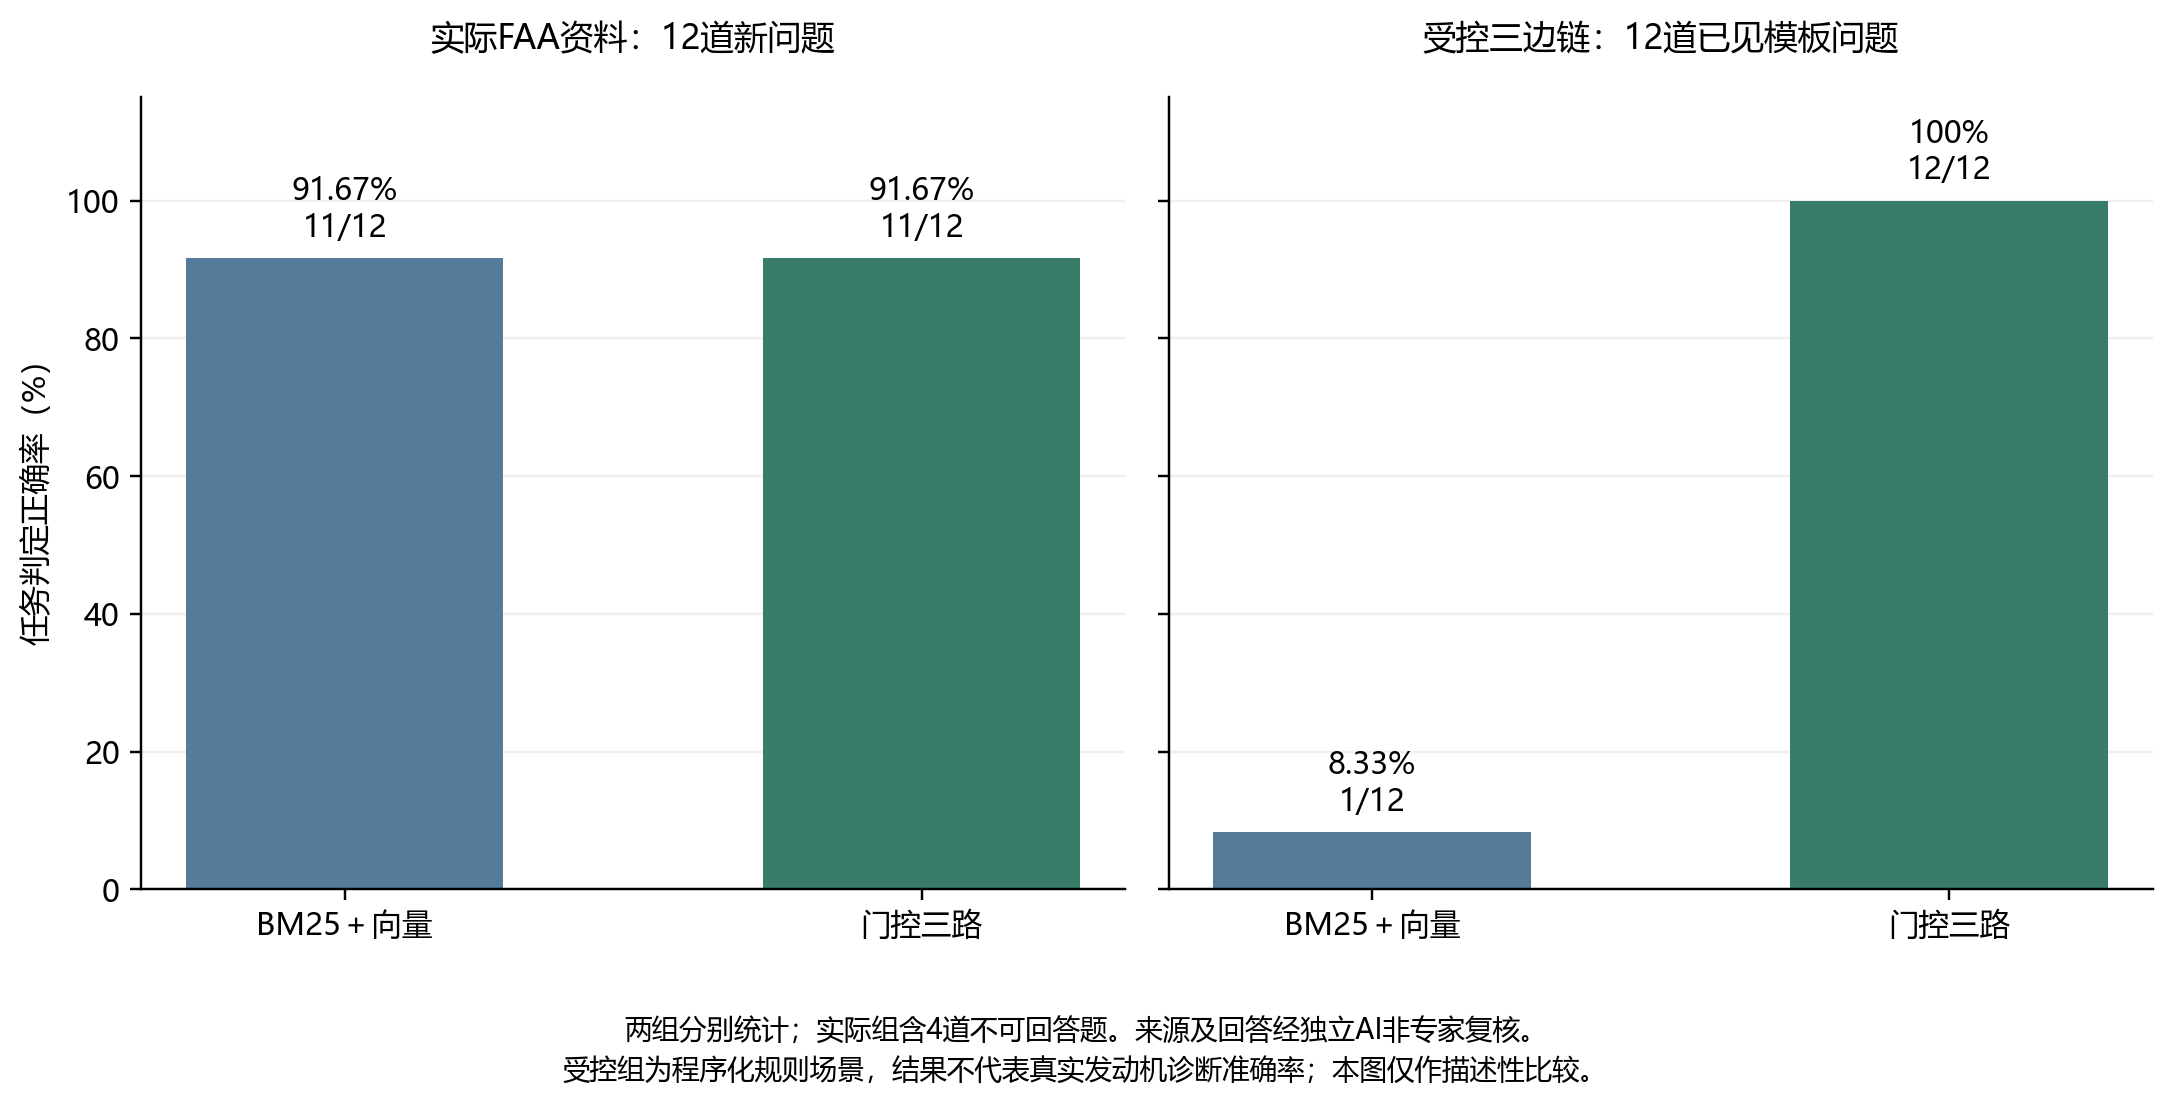 实际FAA资料：12道新问题
任务判定正确率（%）
100
80
60
40
20
0
91.67%
11/12
91.67%
11/12
BM25＋向量
门控三路
受控三边链：12道已见模板问题
8.33%
1/12
100%
12/12
BM25＋向量
门控三路
两组分别统计；实际组含4道不可回答题。来源及回答经独立AI非专家复核。
受控组为程序化规则场景，结果不代表真实发动机诊断准确率；本图仅作描述性比较。